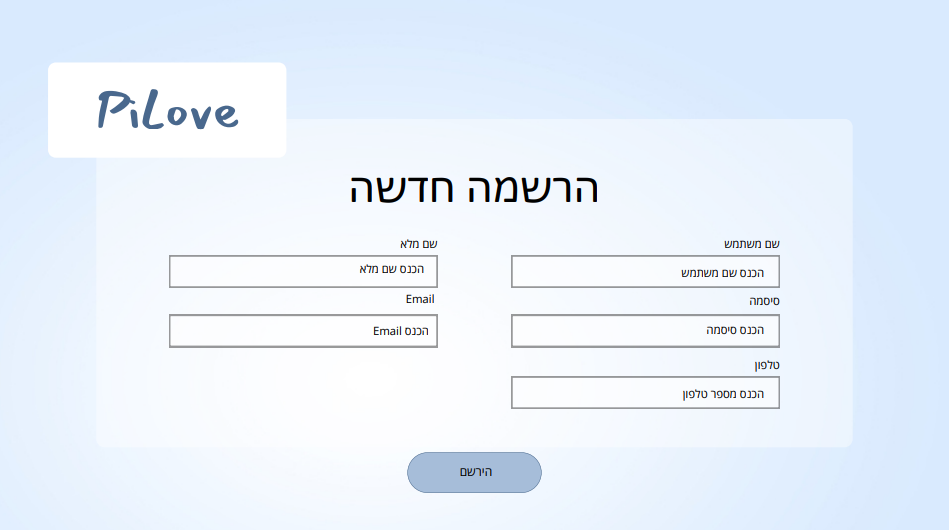 PiLove
הרשמה חדשה
שם משתמש
שם מלא
הכנס שם משתמש
הכנס שם מלא
סיסמה
Email
הכנס סיסמה
הכנס Email
טלפון
הכנס מספר טלפון
הירשם